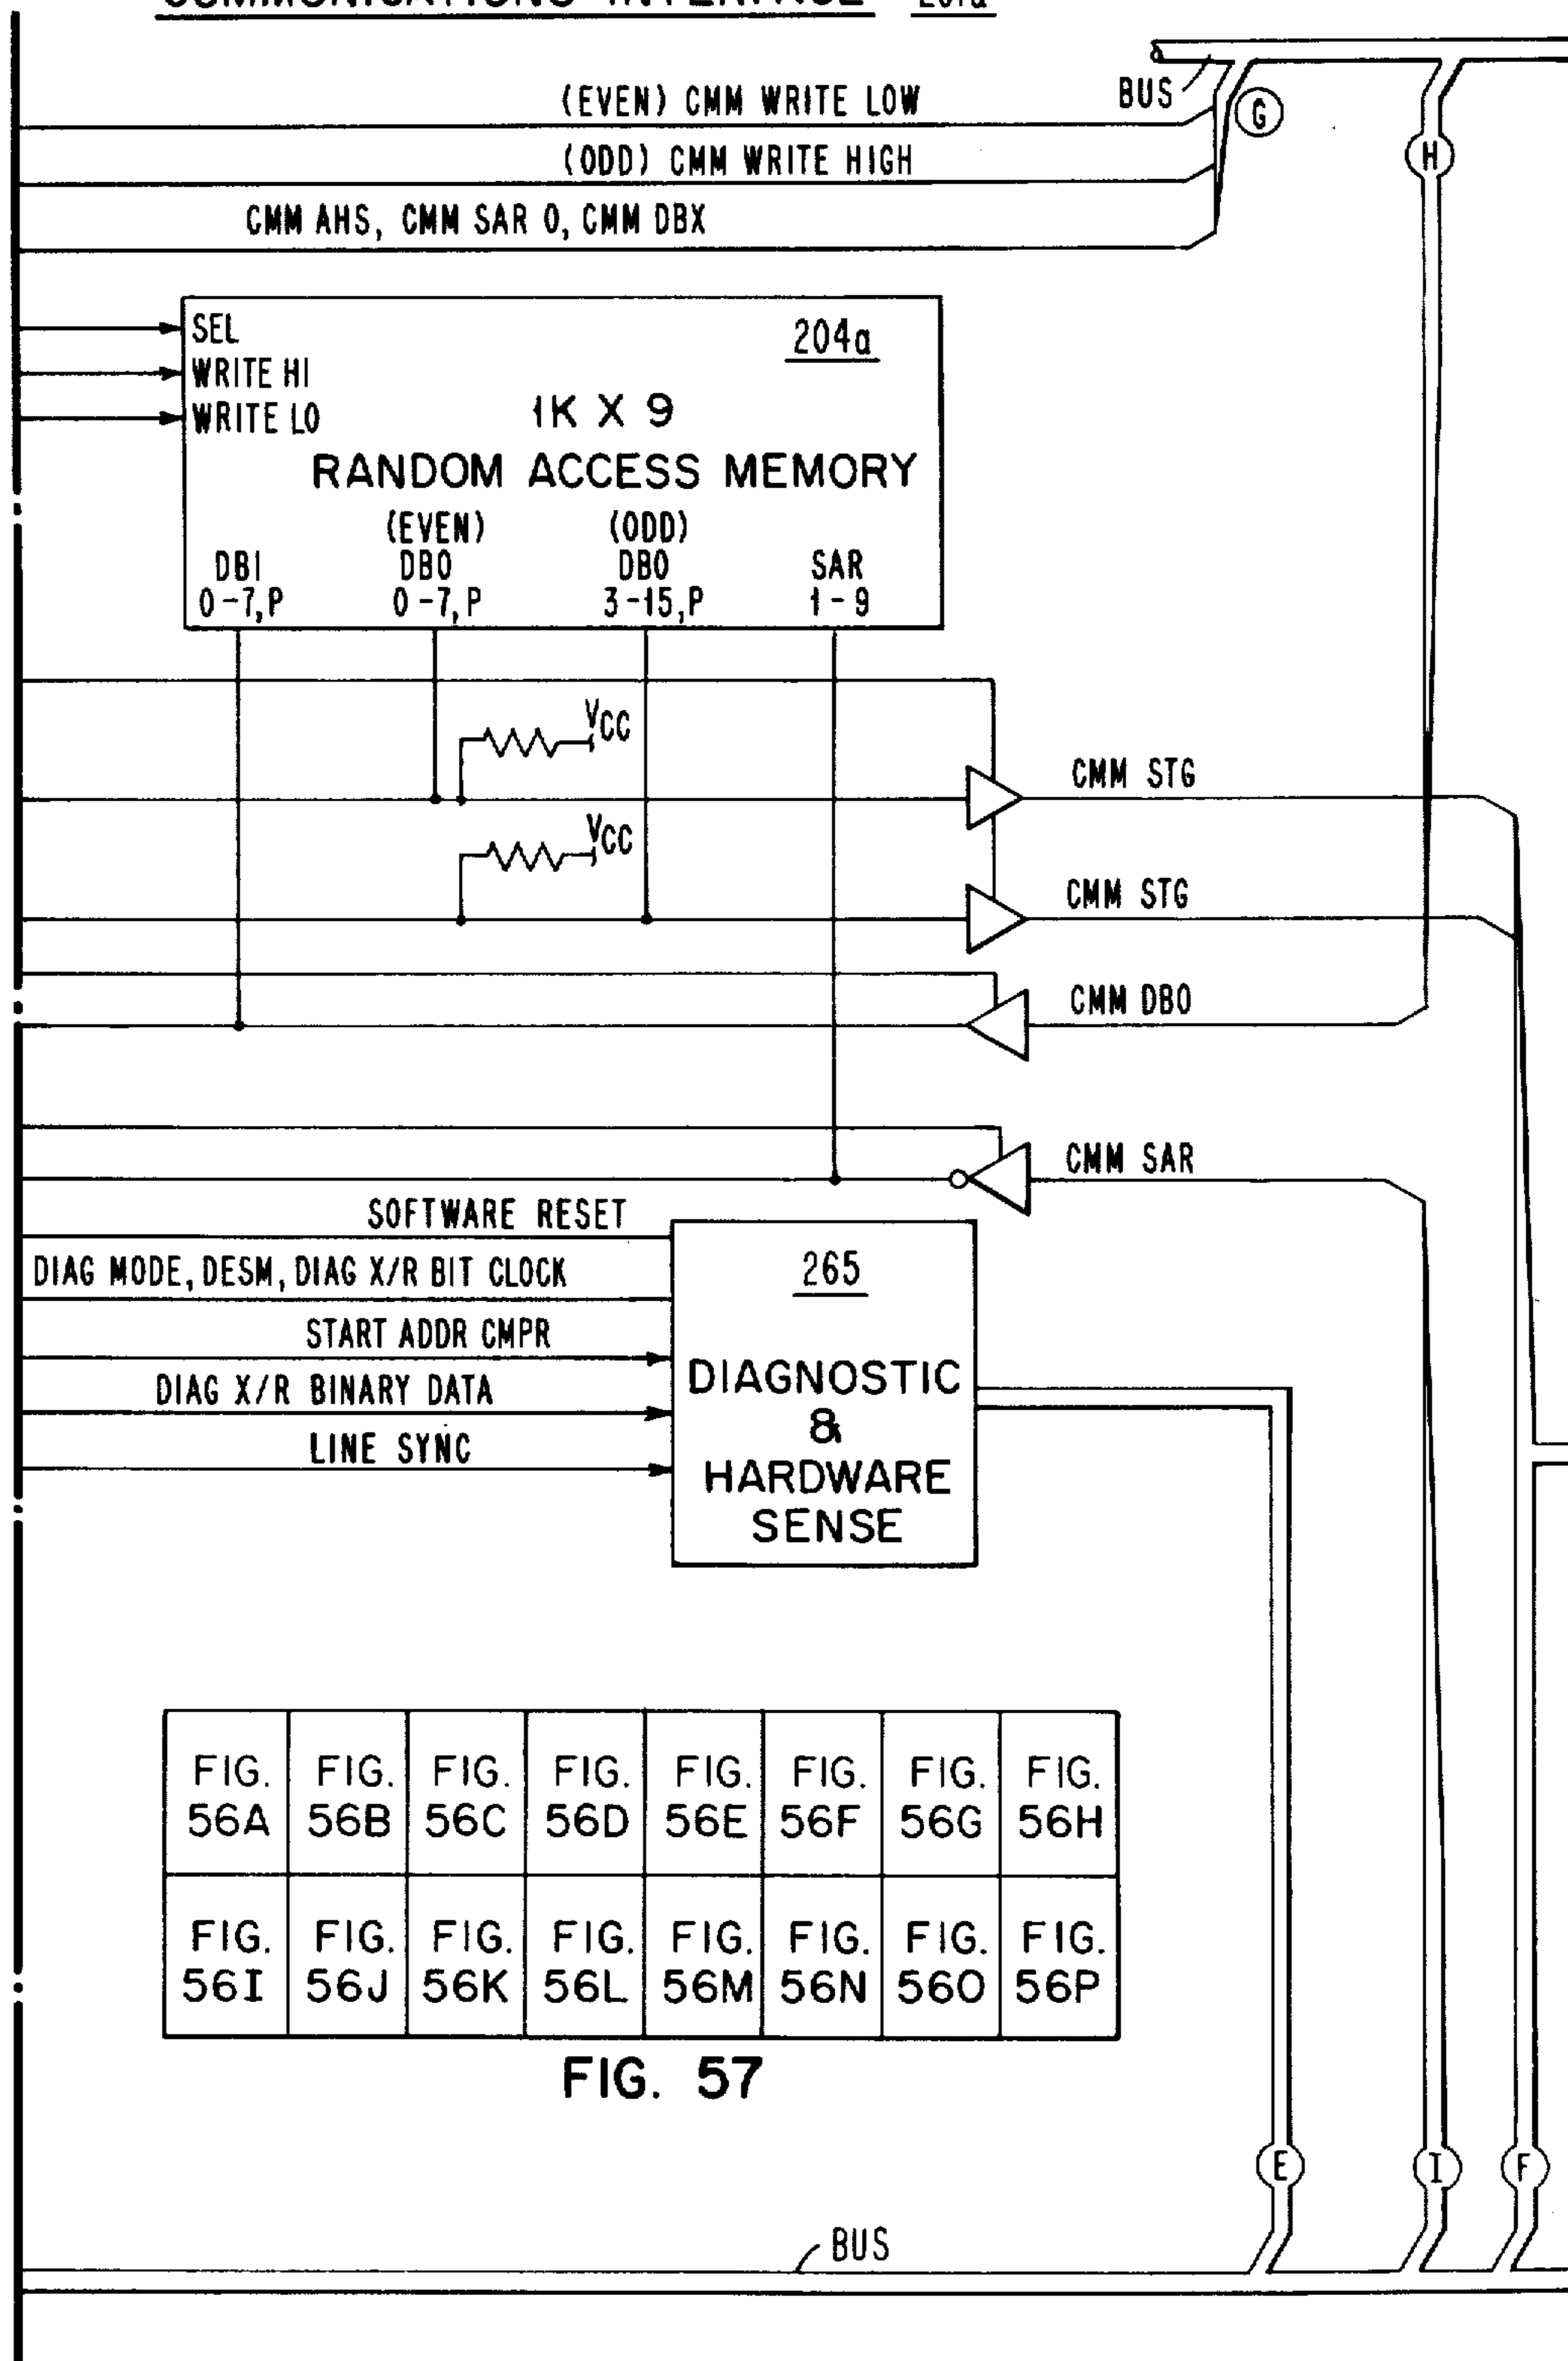 COMMUNICATIONS INTERFACE 201a
BUS
G
H
(EVEN) CMM WRITE LOW
(ODD) CMM WRITE HIGH
CMM AHS, CMM SAR 0, CMM DBX
SEL
WRITE HI
WRITE LO
204a
1K X 9
RANDOM ACCESS MEMORY
DBI
0-7,P
(EVEN)
DBO
0-7,P
(ODD)
DBO
3-15,P
SAR
1-9
VCC
CMM STG
VCC
CMM STG
CMM DBO
CMM SAR
SOFTWARE RESET
DIAG MODE, DESM, DIAG X/R BIT CLOCK
START ADDR CMPR
DIAG X/R BINARY DATA
LINE SYNC
265
DIAGNOSTIC
&
HARDWARE
SENSE
FIG. 56A
FIG. 56B
FIG. 56C
FIG. 56D
FIG. 56E
FIG. 56F
FIG. 56G
FIG. 56H
FIG. 56I
FIG. 56J
FIG. 56K
FIG. 56L
FIG. 56M
FIG. 56N
FIG. 56O
FIG. 56P
FIG. 57
E
I
F
BUS